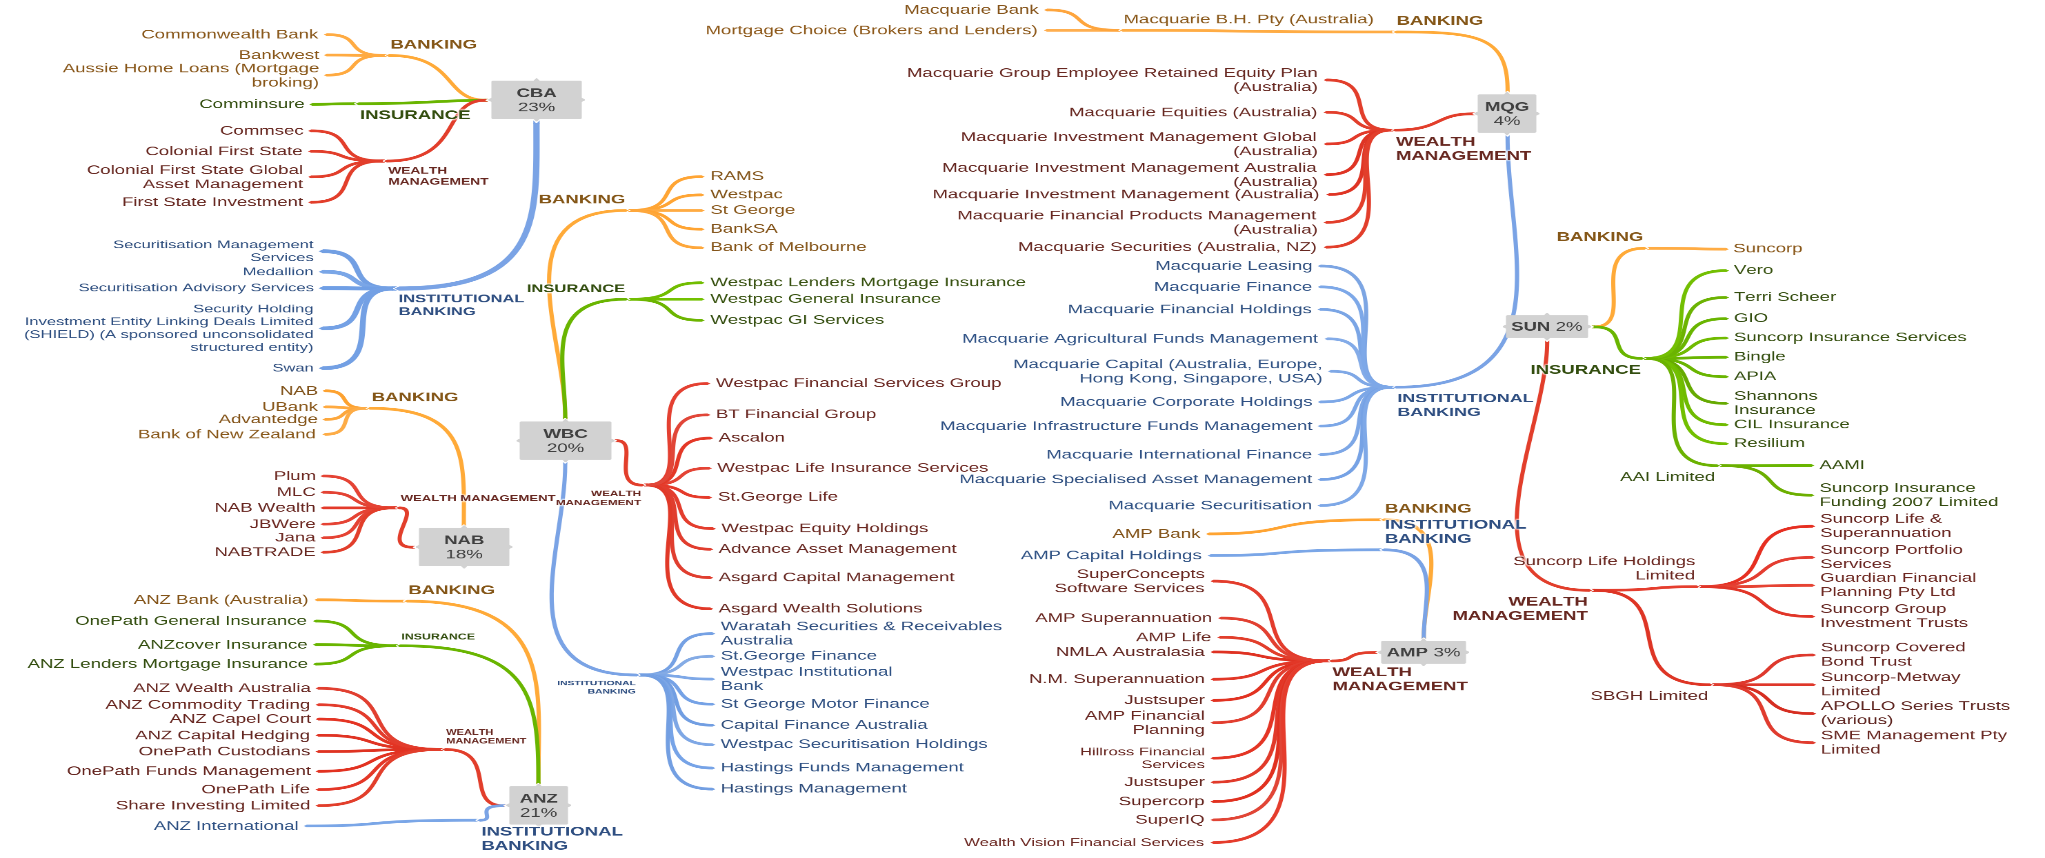 Commonwealth Bank
Bankwest
Aussie Home Loans (Mortgage
broking)
BANKING
Comminsure
INSURANCE
Commsec
Colonial First State
Colonial First State Global
Asset Management
First State Investment
WEALTH
MANAGEMENT
CBA
23%
Securitisation Management
Services
Medallion
Securitisation Advisory Services
Security Holding
Investment Entity Linking Deals Limited
(SHIELD) (A sponsored unconsolidated
structured entity)
Swan
INSTITUTIONAL
BANKING
NAB
UBank
Advantedge
Bank of New Zealand
BANKING
Plum
MLC
NAB Wealth
JBWere
Jana
NABTRADE
WEALTH MANAGEMENT
NAB
18%
ANZ Bank (Australia)
BANKING
OnePath General Insurance
ANZcover Insurance
ANZ Lenders Mortgage Insurance
INSURANCE
ANZ Wealth Australia
ANZ Commodity Trading
ANZ Capel Court
ANZ Capital Hedging
OnePath Custodians
OnePath Funds Management
OnePath Life
Share Investing Limited
WEALTH
MANAGEMENT
ANZ International
ANZ
21%
INSTITUTIONAL
BANKING
BANKING
RAMS
Westpac
St George
BankSA
Bank of Melbourne
INSURANCE
Westpac Lenders Mortgage Insurance
Westpac General Insurance
Westpac GI Services
WBC
20%
WEALTH
MANAGEMENT
Westpac Financial Services Group
BT Financial Group
Ascalon
Westpac Life Insurance Services
St.George Life
Westpac Equity Holdings
Advance Asset Management
Asgard Capital Management
Asgard Wealth Solutions
INSTITUTIONAL
BANKING
Waratah Securities & Receivables
Australia
St.George Finance
Westpac Institutional
Bank
St George Motor Finance
Capital Finance Australia
Westpac Securitisation Holdings
Hastings Funds Management
Hastings Management
Macquarie Bank
Mortgage Choice (Brokers and Lenders)
Macquarie B.H. Pty (Australia)
BANKING
Macquarie Group Employee Retained Equity Plan
(Australia)
Macquarie Equities (Australia)
Macquarie Investment Management Global
(Australia)
Macquarie Investment Management Australia
(Australia)
Macquarie Investment Management (Australia)
Macquarie Financial Products Management
(Australia)
Macquarie Securities (Australia, NZ)
WEALTH
MANAGEMENT
MQG
4%
Macquarie Leasing
Macquarie Finance
Macquarie Financial Holdings
Macquarie Agricultural Funds Management
Macquarie Capital (Australia, Europe,
Hong Kong, Singapore, USA)
Macquarie Corporate Holdings
Macquarie Infrastructure Funds Management
Macquarie International Finance
Macquarie Specialised Asset Management
Macquarie Securitisation
INSTITUTIONAL
BANKING
AMP Bank
BANKING
AMP Capital Holdings
INSTITUTIONAL
BANKING
SuperConcepts
Software Services
AMP Superannuation
AMP Life
NMLA Australasia
N.M. Superannuation
Justsuper
AMP Financial
Planning
Hillross Financial
Services
Justsuper
Supercorp
SuperIQ
Wealth Vision Financial Services
AMP 3%
WEALTH
MANAGEMENT
BANKING
Suncorp
SUN 2%
INSURANCE
Vero
Terri Scheer
GIO
Suncorp Insurance Services
Bingle
APIA
Shannons
Insurance
CIL Insurance
Resilium
AAI Limited
AAMI
Suncorp Insurance
Funding 2007 Limited
WEALTH
MANAGEMENT
Suncorp Life Holdings
Limited
Suncorp Life &
Superannuation
Suncorp Portfolio
Services
Guardian Financial
Planning Pty Ltd
Suncorp Group
Investment Trusts
SBGH Limited
Suncorp Covered
Bond Trust
Suncorp-Metway
Limited
APOLLO Series Trusts
(various)
SME Management Pty
Limited